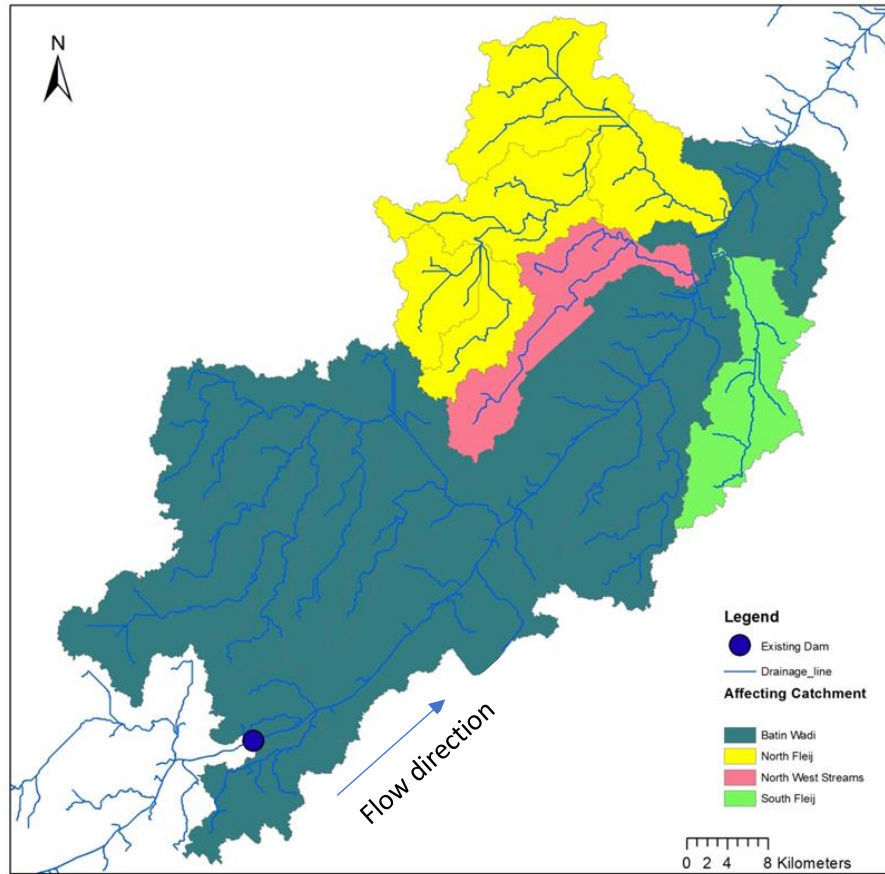 N
Flow direction
Legend
Existing Dam
Drainage_line
Affecting Catchment
Batin Wadi
North Fleij
North West Streams
South Fleij
0 2 4 8 Kilometers